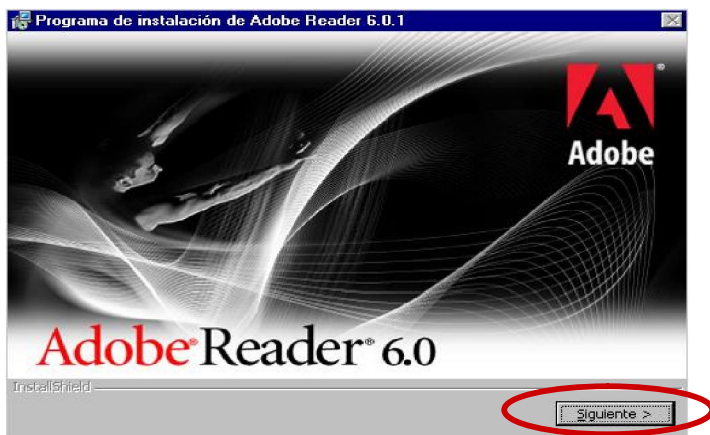 Programa de instalación de Adobe Reader 6.0.1
Adobe®
Adobe® Reader® 6.0
InstallShield
Siguiente >